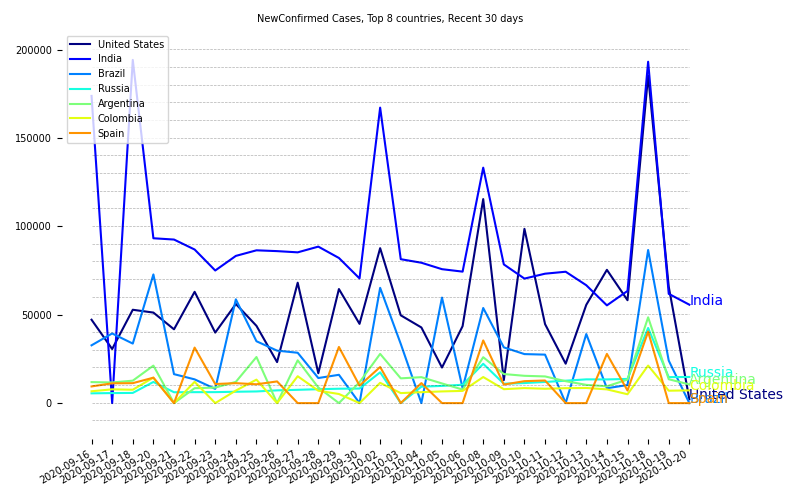 NewConfirmed Cases, Top 8 countries, Recent 30 days
United States
India
Brazil
Russia
Argentina
Colombia
Spain
200000
150000
100000
50000
0
India
Russia
Argentina
United States
Spain
2020-09-16
2020-09-17
2020-09-18
2020-09-20
2020-09-21
2020-09-22
2020-09-23
2020-09-24
2020-09-25
2020-09-26
2020-09-27
2020-09-28
2020-09-29
2020-09-30
2020-10-02
2020-10-03
2020-10-04
2020-10-05
2020-10-06
2020-10-08
2020-10-09
2020-10-10
2020-10-11
2020-10-12
2020-10-13
2020-10-14
2020-10-15
2020-10-18
2020-10-19
2020-10-20